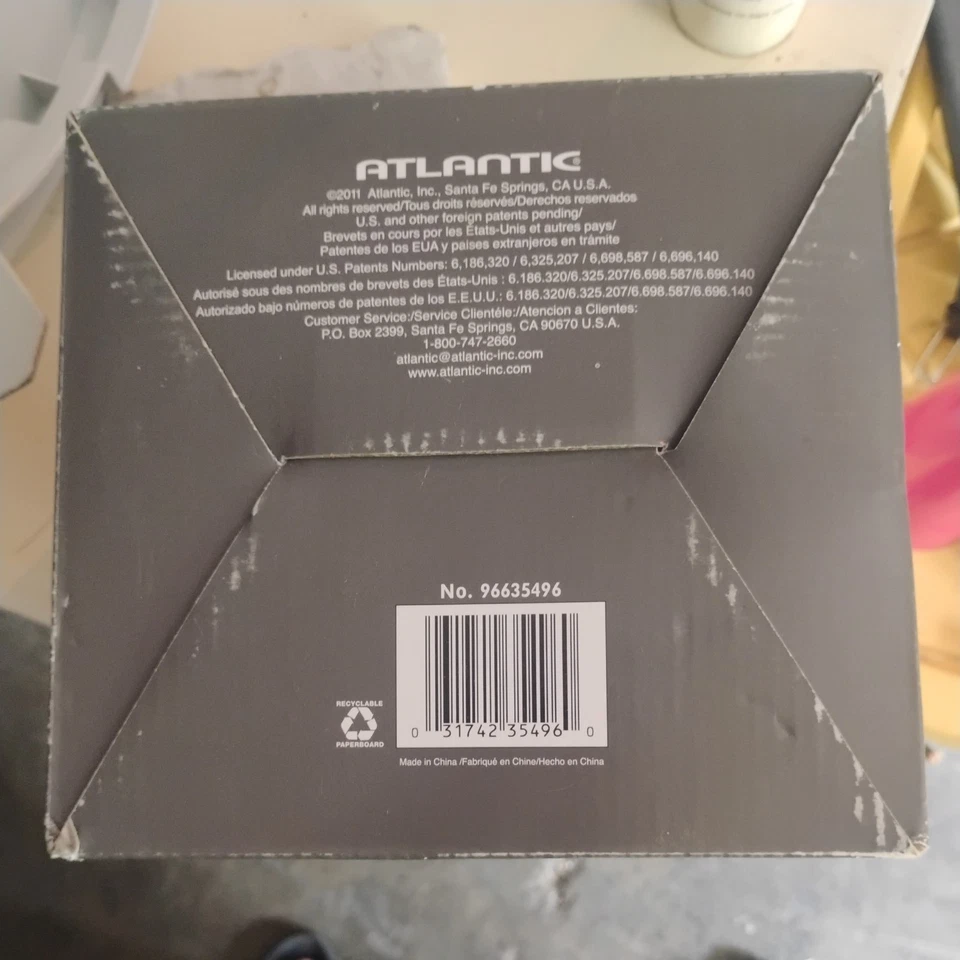 ATLANTIC
©2011 Atlantic, Inc., Santa Fe Springs, CA U.S.A.
All rights reserved/Tous droits réservés/Derechos reservados
U.S. and other foreign patents pending/
Brevets en cours por les États-Unis et autres pays/
Patentes de los EUA y paises extranjeros en trámite
Licensed under U.S. Patents Numbers: 6,186,320 / 6,325,207 / 6,698,587 / 6,696,140
Autorisé sous des nombres de brevets des États-Unis : 6.186.320/6.325.207/6.698.587/6.696.140
Autorizado bajo números de patentes de los E.E.U.U.: 6.186.320/6.325.207/6.698.587/6.696.140
Customer Service:/Service Clientéle:/Atencion a Clientes:
P.O. Box 2399, Santa Fe Springs, CA 90670 U.S.A.
1-800-747-2660
atlantic@atlantic-inc.com
www.atlantic-inc.com
No. 96635496
RECYCLABLE
PAPERBOARD
0 31742 35496 0
Made in China /Fabriqué en Chine/Hecho en China